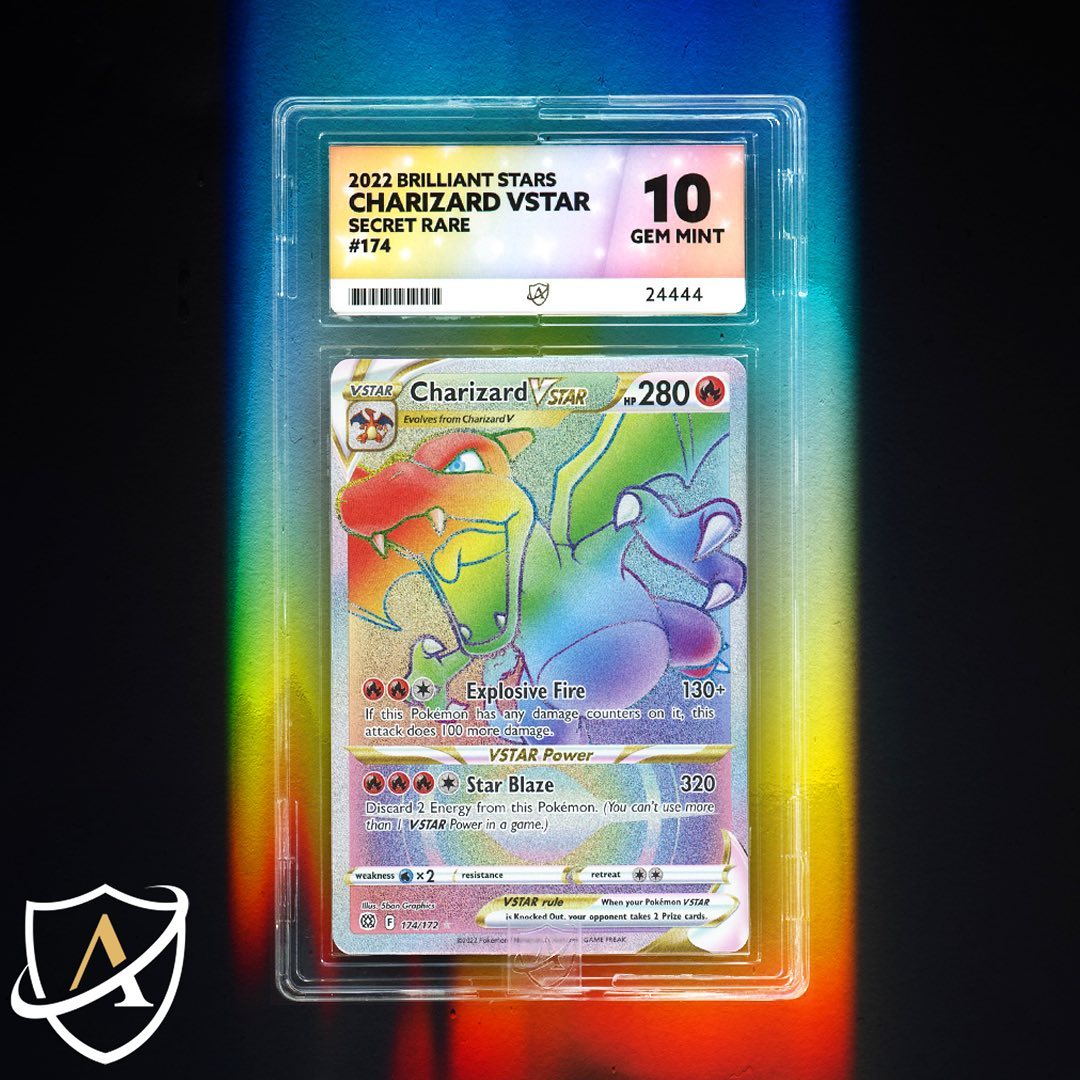 2022 BRILLIANT STARS
CHARIZARD VSTAR
SECRET RARE
#174
10
GEM MINT
24444
VSTAR
Charizard VSTAR
HP 280
Evolves from Charizard V
Explosive Fire 130+
If this Pokémon has any damage counters on it, this
attack does 100 more damage.
VSTAR Power
Star Blaze 320
Discard 2 Energy from this Pokémon. (You can't use more
than 1 VSTAR Power in a game.)
weakness ×2 resistance retreat
VSTAR rule When your Pokémon VSTAR
is Knocked Out, your opponent takes 2 Prize cards.
Illus. 5ban Graphics
F 174/172
©2022 Pokémon GAME FREAK
A